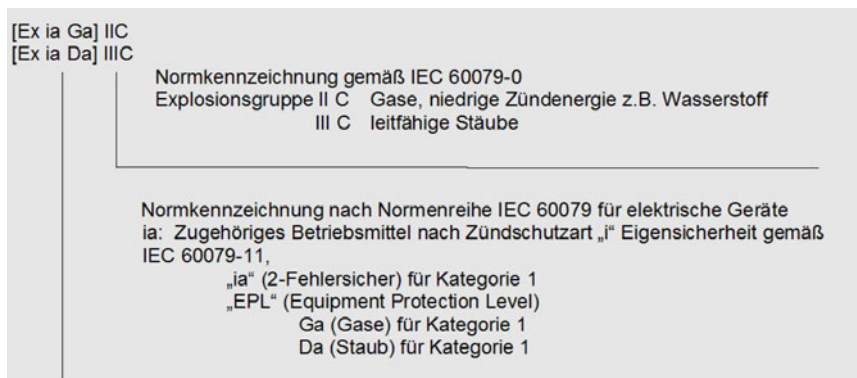 [Ex ia Ga] IIC
[Ex ia Da] IIIC
Normkennzeichnung gemäß IEC 60079-0
Explosionsgruppe II C Gase, niedrige Zündenergie z.B. Wasserstoff
III C leitfähige Stäube
Normkennzeichnung nach Normenreihe IEC 60079 für elektrische Geräte
ia: Zugehöriges Betriebsmittel nach Zündschutzart „i“ Eigensicherheit gemäß
IEC 60079-11,
„ia“ (2-Fehlersicher) für Kategorie 1
„EPL“ (Equipment Protection Level)
Ga (Gase) für Kategorie 1
Da (Staub) für Kategorie 1